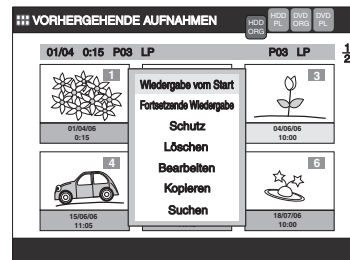 VORHERGEHENDE AUFNAHMEN
HDD ORG
HDD PL
DVD ORG
DVD PL
01/04 0:15 P03 LP
P03 LP
1
2
1
3
Wiedergabe vom Start
Fortsetzende Wiedergabe
Schutz
Löschen
Bearbeiten
Kopieren
Suchen
01/04/06
0:15
04/06/06
10:00
4
6
15/06/06
11:05
18/07/06
10:00